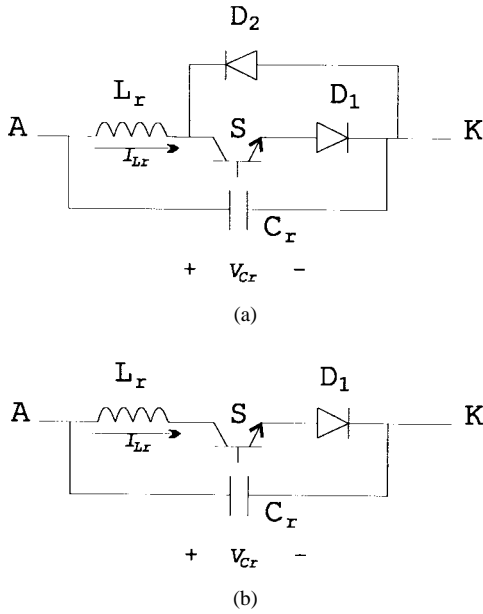 D2
Lr
D1
A
S
K
ILr
Cr
+ VCr -
(a)
Lr
D1
A
S
K
ILr
Cr
+ VCr -
(b)